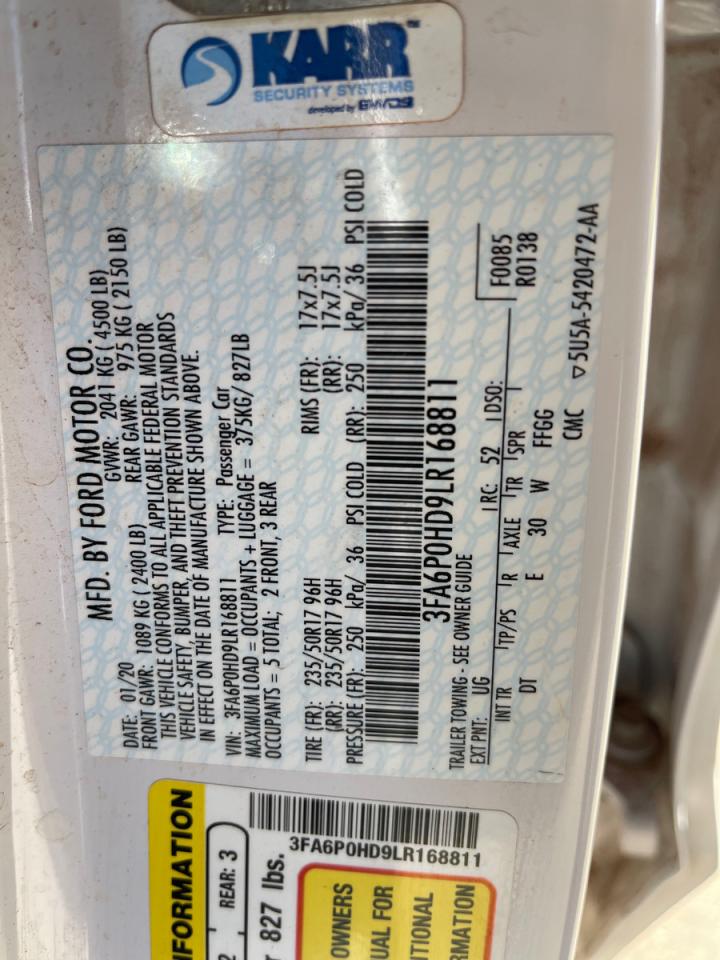 KARR
SECURITY SYSTEMS
developed by
MFD. BY FORD MOTOR CO.
DATE: 01/20 GVWR: 2041 KG ( 4500 LB)
FRONT GAWR: 1089 KG ( 2400 LB) REAR GAWR: 975 KG ( 2150 LB)
THIS VEHICLE CONFORMS TO ALL APPLICABLE FEDERAL MOTOR
VEHICLE SAFETY, BUMPER, AND THEFT PREVENTION STANDARDS
IN EFFECT ON THE DATE OF MANUFACTURE SHOWN ABOVE.
VIN: 3FA6P0HD9LR168811 TYPE: Passenger Car
MAXIMUM LOAD = OCCUPANTS + LUGGAGE = 375KG/ 827LB
OCCUPANTS = 5 TOTAL; 2 FRONT, 3 REAR
TIRE (FR): 235/50R17 96H RIMS (FR): 17x7.5J
(RR): 235/50R17 96H (RR): 17x7.5J
PRESSURE (FR): 250 kPa/ 36 PSI COLD (RR): 250 kPa/ 36 PSI COLD
3FA6P0HD9LR168811
TRAILER TOWING - SEE OWNER GUIDE
F0085
EXT PNT: UG RC: 52 DSO: R0138
INT TR TP/PS R AXLE TR SPR
DT E 30 W FFGG
CMC ▽5U5A-5420472-AA
INFORMATION
REAR: 3
827 lbs.
3FA6P0HD9LR168811
OWNERS